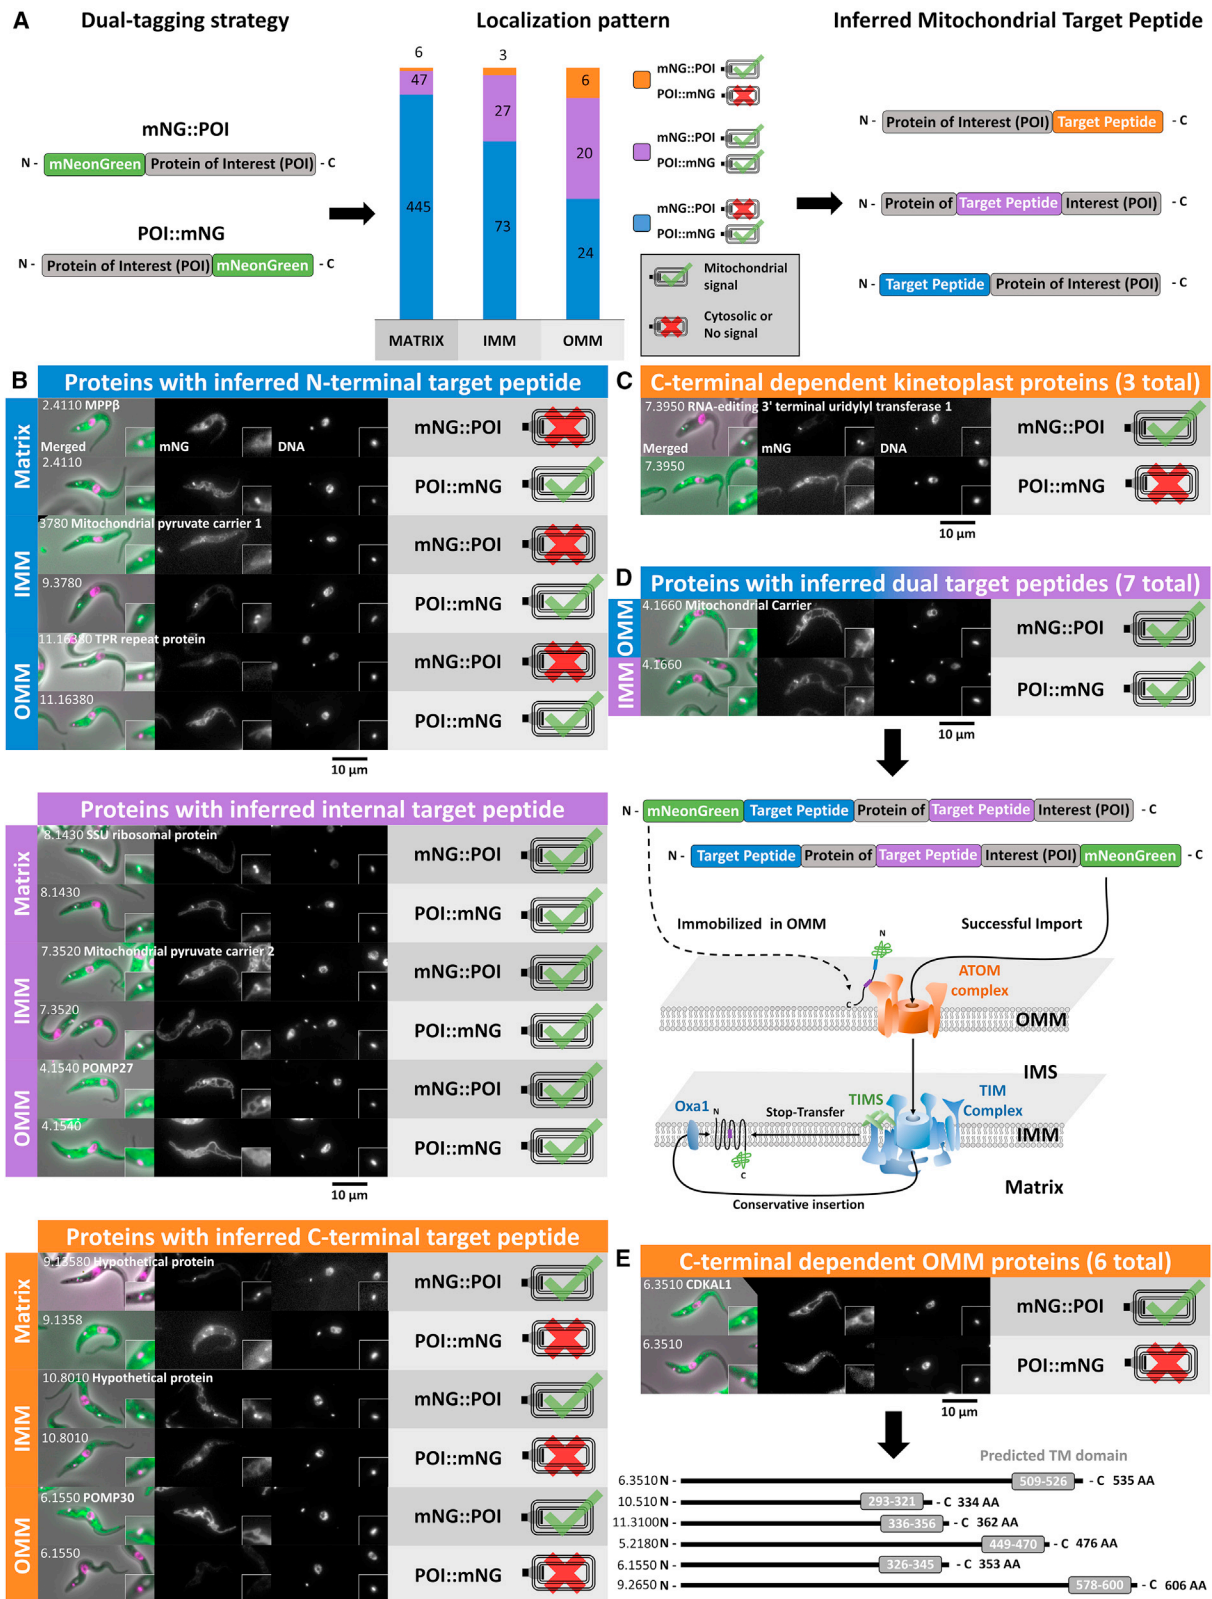 A
Dual-tagging strategy
Localization pattern
Inferred Mitochondrial Target Peptide
mNG::POI
N - mNeonGreen Protein of Interest (POI) - C
POI::mNG
N - Protein of Interest (POI) mNeonGreen - C
6
3
47
27
6
20
445
73
24
MATRIX
IMM
OMM
mNG::POI
POI::mNG
mNG::POI
POI::mNG
mNG::POI
POI::mNG
Mitochondrial
signal
Cytosolic or
No signal
N - Protein of Interest (POI) Target Peptide - C
N - Protein of Target Peptide Interest (POI) - C
N - Target Peptide Protein of Interest (POI) - C
B
Proteins with inferred N-terminal target peptide
Matrix
IMM
OMM
2.4110 MPPβ
Merged
mNG
DNA
mNG::POI
2.4110
POI::mNG
3780 Mitochondrial pyruvate carrier 1
mNG::POI
9.3780
POI::mNG
11.16380 TPR repeat protein
mNG::POI
11.16380
POI::mNG
10 µm
Proteins with inferred internal target peptide
Matrix
IMM
OMM
8.1430 SSU ribosomal protein
mNG::POI
8.1430
POI::mNG
7.3520 Mitochondrial pyruvate carrier 2
mNG::POI
7.3520
POI::mNG
4.1540 POMP27
mNG::POI
4.1540
POI::mNG
10 µm
Proteins with inferred C-terminal target peptide
Matrix
IMM
OMM
9.13580 Hypothetical protein
mNG::POI
9.1358
POI::mNG
10.8010 Hypothetical protein
mNG::POI
10.8010
POI::mNG
6.1550 POMP30
mNG::POI
6.1550
POI::mNG
C
C-terminal dependent kinetoplast proteins (3 total)
7.3950 RNA-editing 3' terminal uridylyl transferase 1
Merged
mNG
DNA
mNG::POI
7.3950
POI::mNG
10 µm
D
Proteins with inferred dual target peptides (7 total)
OMM
IMM
4.1660 Mitochondrial Carrier
mNG::POI
4.1660
POI::mNG
10 µm
N - mNeonGreen Target Peptide Protein of Target Peptide Interest (POI) - C
N - Target Peptide Protein of Target Peptide Interest (POI) mNeonGreen - C
Immobilized in OMM
Successful Import
N
C
ATOM
complex
OMM
IMS
Oxa1
N
Stop-Transfer
TIMS
TIM
Complex
IMM
C
Matrix
Conservative insertion
E
C-terminal dependent OMM proteins (6 total)
6.3510 CDKAL1
mNG::POI
6.3510
POI::mNG
10 µm
Predicted TM domain
6.3510 N - 509-526 - C 535 AA
10.510 N - 293-321 - C 334 AA
11.3100 N - 336-356 - C 362 AA
5.2180 N - 449-470 - C 476 AA
6.1550 N - 326-345 - C 353 AA
9.2650 N - 578-600 - C 606 AA